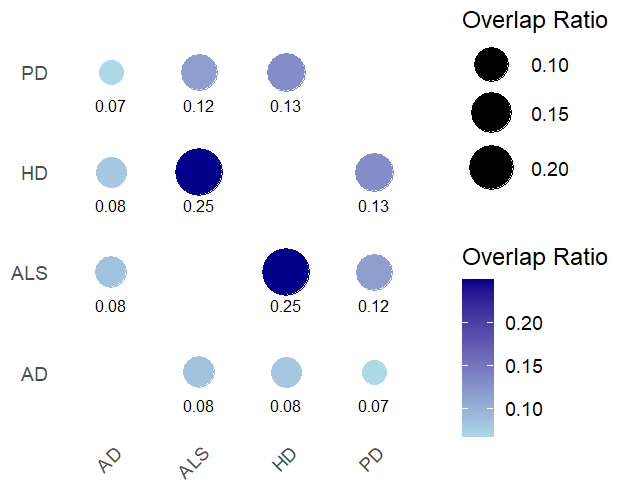 Overlap Ratio
0.10
0.15
0.20
Overlap Ratio
0.20
0.15
0.10
PD
0.07 0.12 0.13
HD
0.08 0.25 0.13
ALS
0.08 0.25 0.12
AD
0.08 0.08 0.07
AD ALS HD PD